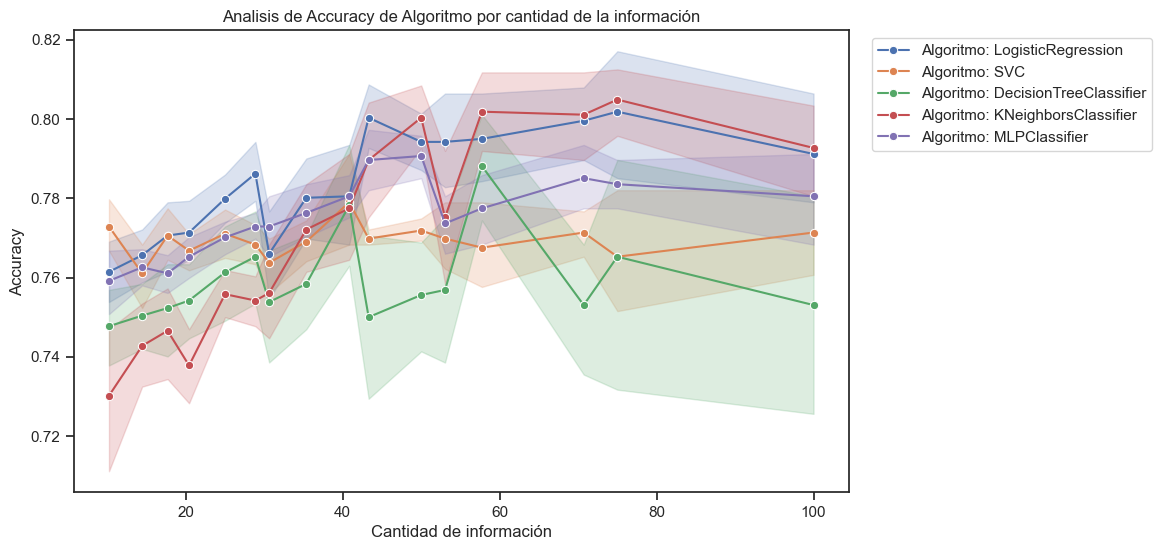 Analisis de Accuracy de Algoritmo por cantidad de la información
Accuracy
0.82
0.80
0.78
0.76
0.74
0.72
20
40
60
80
100
Cantidad de información
Algoritmo: LogisticRegression
Algoritmo: SVC
Algoritmo: DecisionTreeClassifier
Algoritmo: KNeighborsClassifier
Algoritmo: MLPClassifier